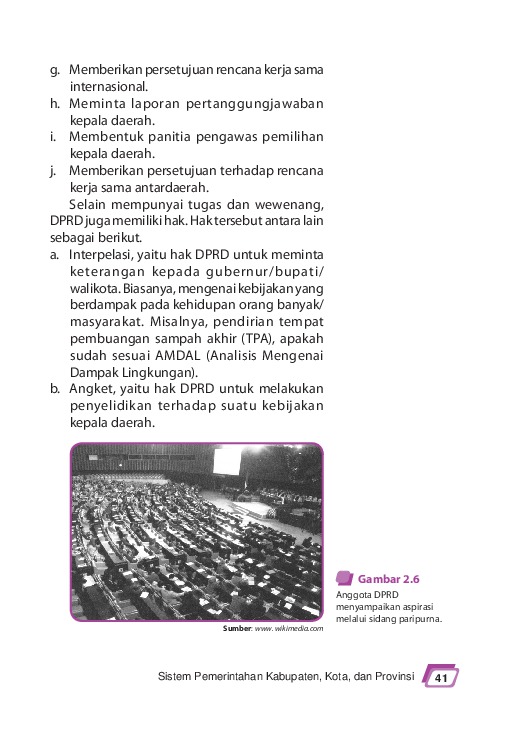 g. Memberikan persetujuan rencana kerja sama
internasional.
h. Meminta laporan pertanggungjawaban
kepala daerah.
i. Membentuk panitia pengawas pemilihan
kepala daerah.
j. Memberikan persetujuan terhadap rencana
kerja sama antardaerah.
Selain mempunyai tugas dan wewenang,
DPRD juga memiliki hak. Hak tersebut antara lain
sebagai berikut.
a. Interpelasi, yaitu hak DPRD untuk meminta
keterangan kepada gubernur/bupati/
walikota. Biasanya, mengenai kebijakan yang
berdampak pada kehidupan orang banyak/
masyarakat. Misalnya, pendirian tempat
pembuangan sampah akhir (TPA), apakah
sudah sesuai AMDAL (Analisis Mengenai
Dampak Lingkungan).
b. Angket, yaitu hak DPRD untuk melakukan
penyelidikan terhadap suatu kebijakan
kepala daerah.
Gambar 2.6
Anggota DPRD
menyampaikan aspirasi
melalui sidang paripurna.
Sumber: www. wikimedia.com
Sistem Pemerintahan Kabupaten, Kota, dan Provinsi 41